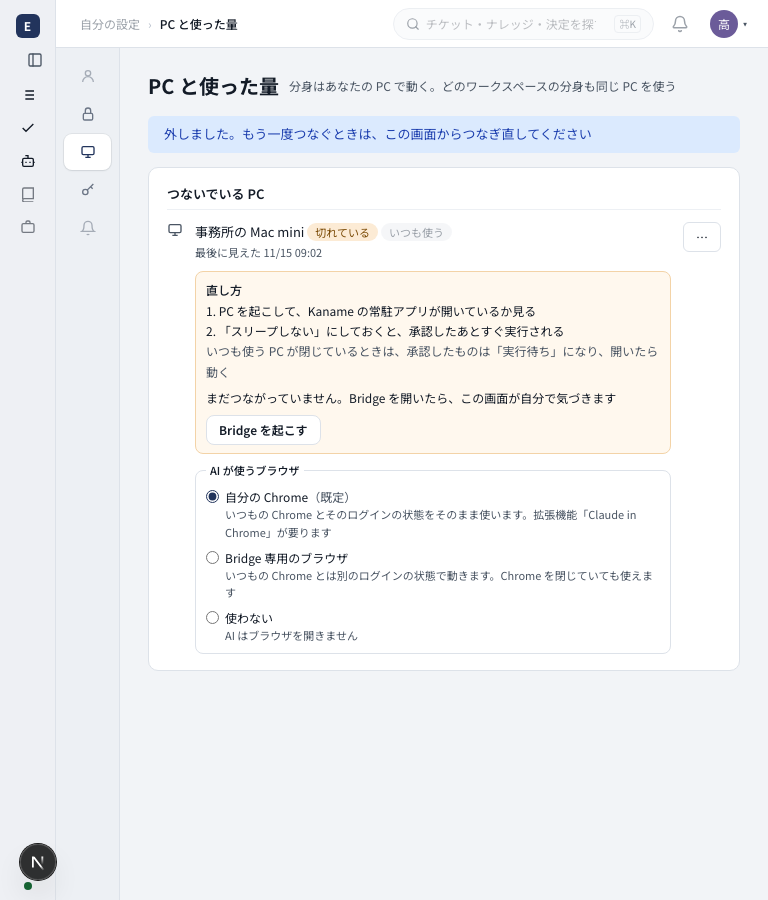 E
自分の設定 › PC と使った量
チケット・ナレッジ・決定を探す ⌘K
高
PC と使った量 分身はあなたの PC で動く。どのワークスペースの分身も同じ PC を使う
外しました。もう一度つなぐときは、この画面からつなぎ直してください
つないでいる PC
事務所の Mac mini 切れている いつも使う
...
最後に見えた 11/15 09:02
直し方
1. PC を起こして、Kaname の常駐アプリが開いているか見る
2. 「スリープしない」にしておくと、承認したあとすぐ実行される
いつも使う PC が閉じているときは、承認したものは「実行待ち」になり、開いたら
動く
まだつながっていません。Bridge を開いたら、この画面が自分で気づきます
Bridge を起こす
AI が使うブラウザ
自分の Chrome（既定）
いつもの Chrome とそのログインの状態をそのまま使います。拡張機能「Claude in
Chrome」が要ります
Bridge 専用のブラウザ
いつもの Chrome とは別のログインの状態で動きます。Chrome を閉じていても使えま
す
使わない
AI はブラウザを開きません
N